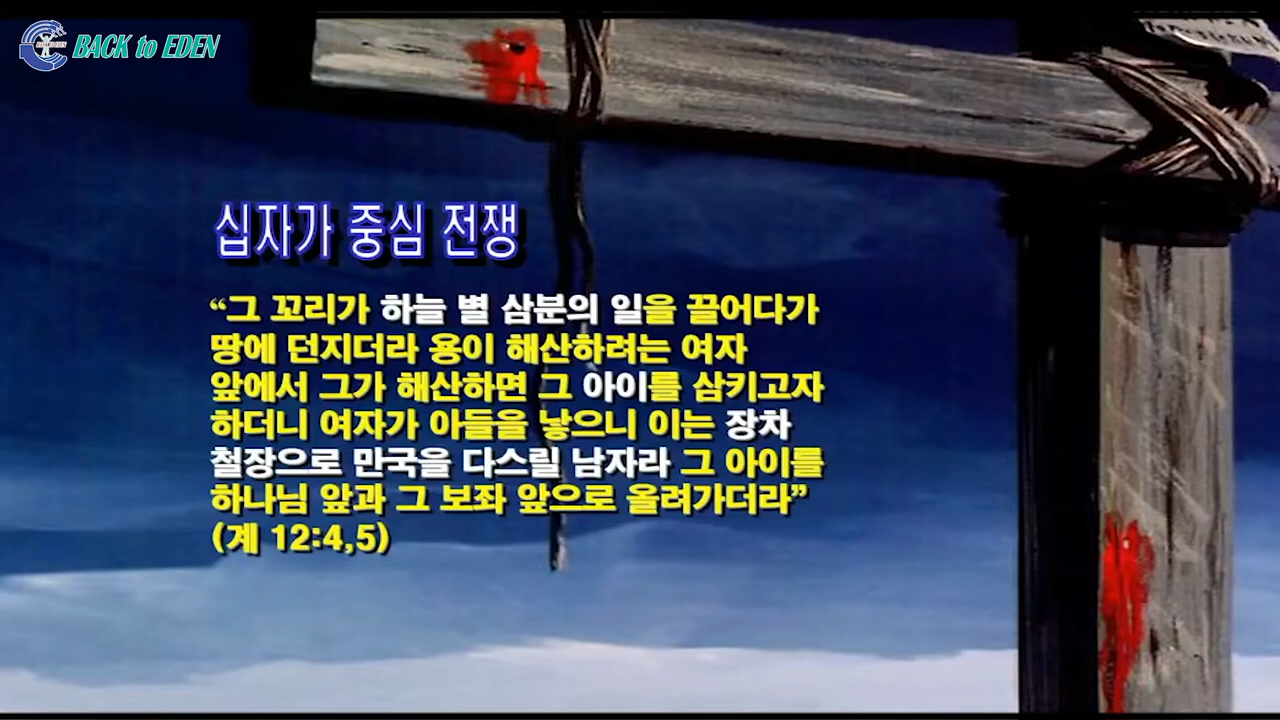 BACK to EDEN
십자가 중심 전쟁
“그 꼬리가 하늘 별 삼분의 일을 끌어다가
땅에 던지더라 용이 해산하려는 여자
앞에서 그가 해산하면 그 아이를 삼키고자
하더니 여자가 아들을 낳으니 이는 장차
철장으로 만국을 다스릴 남자라 그 아이를
하나님 앞과 그 보좌 앞으로 올려가더라”
(계 12:4,5)